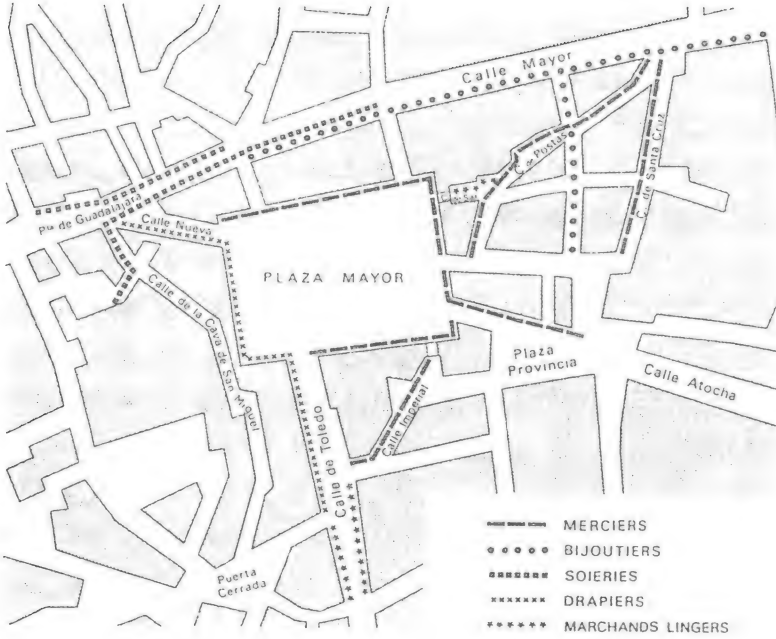 Calle Mayor
C. de Postas
C. de Santa Cruz
C. de Sal
Pta de Guadalajara
Calle Nueva
PLAZA MAYOR
Calle de la Cava de San Miguel
Plaza
Provincia
Calle Atocha
Calle Imperial
Calle de Toledo
Puerta
Cerrada
MERCIERS
BIJOUTIERS
SOIERIES
DRAPIERS
MARCHANDS LINGERS